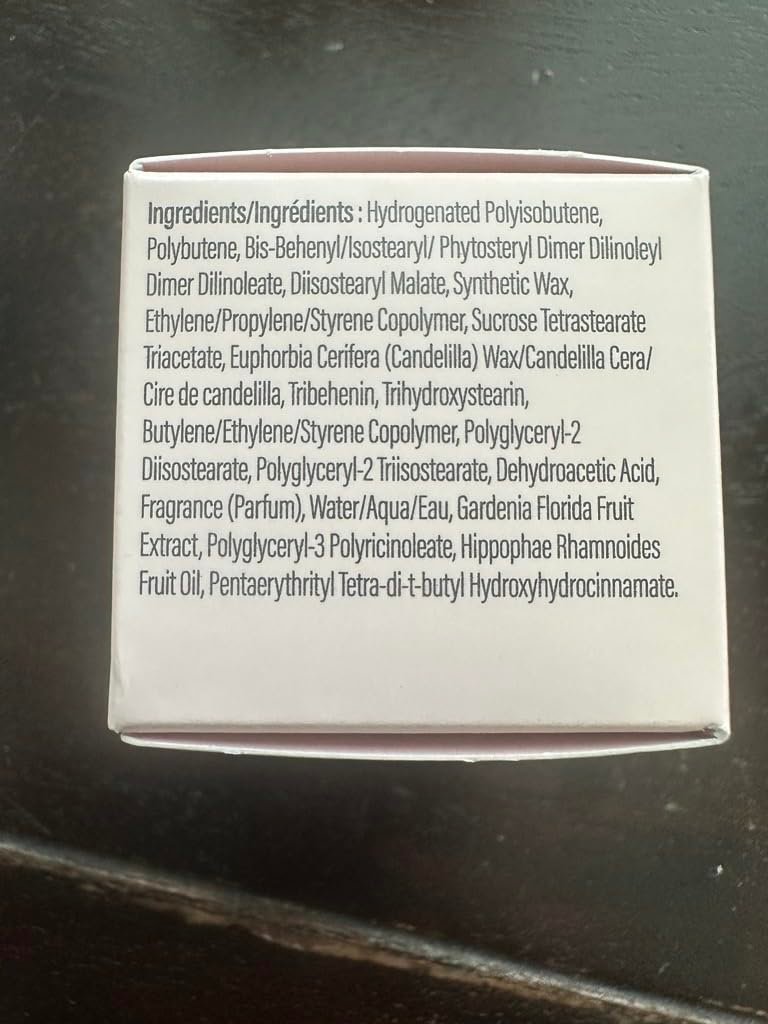 Ingredients/Ingrédients : Hydrogenated Polyisobutene,
Polybutene, Bis-Behenyl/Isostearyl/ Phytosteryl Dimer Dilinoleyl
Dimer Dilinoleate, Diisostearyl Malate, Synthetic Wax,
Ethylene/Propylene/Styrene Copolymer, Sucrose Tetrastearate
Triacetate, Euphorbia Cerifera (Candelilla) Wax/Candelilla Cera/
Cire de candelilla, Tribehenin, Trihydroxystearin,
Butylene/Ethylene/Styrene Copolymer, Polyglyceryl-2
Diisostearate, Polyglyceryl-2 Triisostearate, Dehydroacetic Acid,
Fragrance (Parfum), Water/Aqua/Eau, Gardenia Florida Fruit
Extract, Polyglyceryl-3 Polyricinoleate, Hippophae Rhamnoides
Fruit Oil, Pentaerythrityl Tetra-di-t-butyl Hydroxyhydrocinnamate.